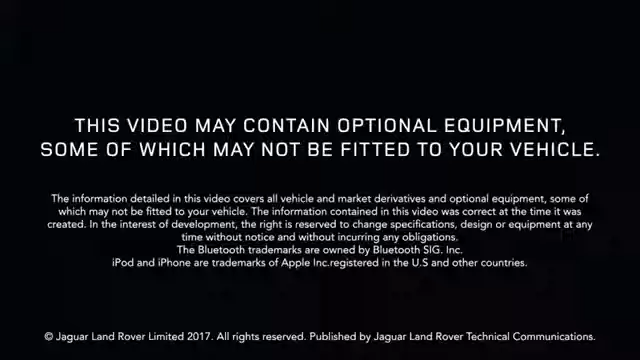 THIS VIDEO MAY CONTAIN OPTIONAL EQUIPMENT,
SOME OF WHICH MAY NOT BE FITTED TO YOUR VEHICLE.
The information detailed in this video covers all vehicle and market derivatives and optional equipment, some of
which may not be fitted to your vehicle. The information contained in this video was correct at the time it was
created. In the interest of development, the right is reserved to change specifications, design or equipment at any
time without notice and without incurring any obligations.
The Bluetooth trademarks are owned by Bluetooth SIG. Inc.
iPod and iPhone are trademarks of Apple Inc.registered in the U.S and other countries.
© Jaguar Land Rover Limited 2017. All rights reserved. Published by Jaguar Land Rover Technical Communications.